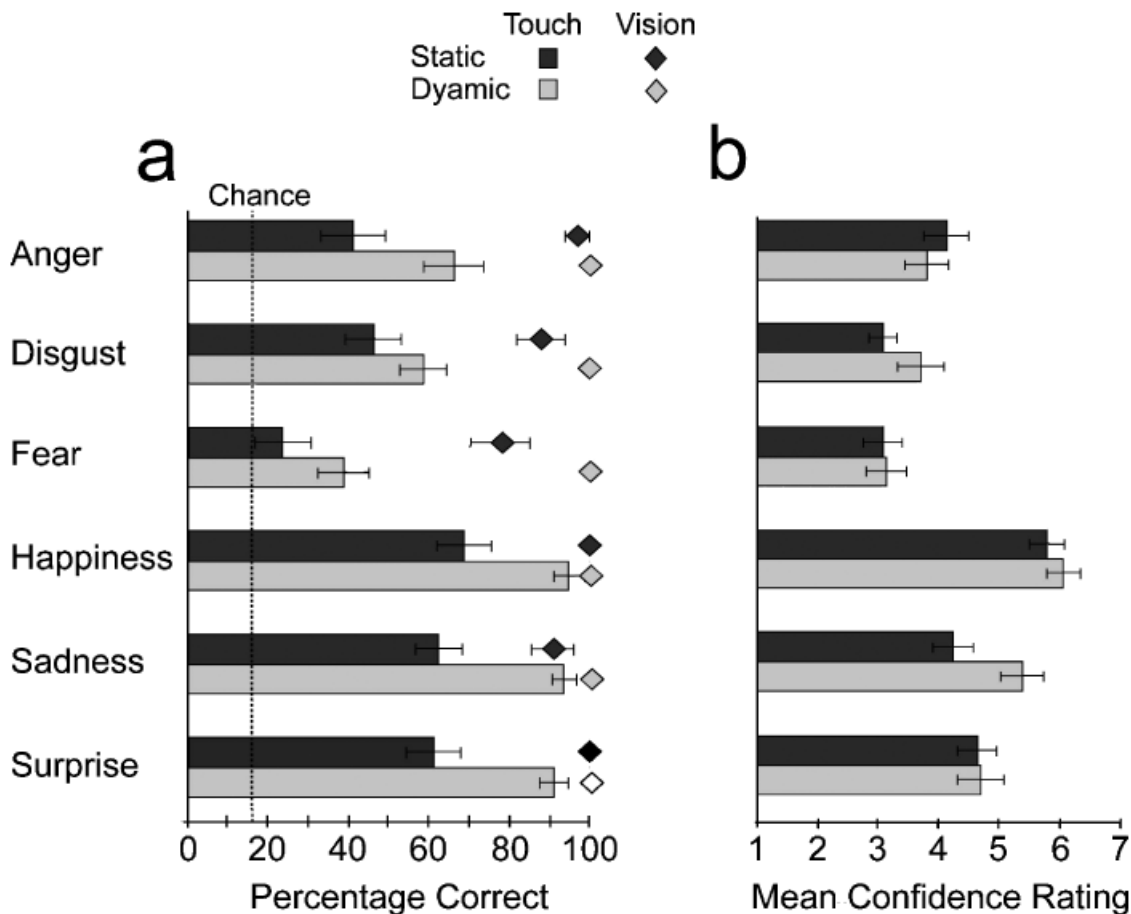 Touch Vision
Static
Dyamic
a
b
Chance
Anger
Disgust
Fear
Happiness
Sadness
Surprise
0 20 40 60 80 100
Percentage Correct
1 2 3 4 5 6 7
Mean Confidence Rating